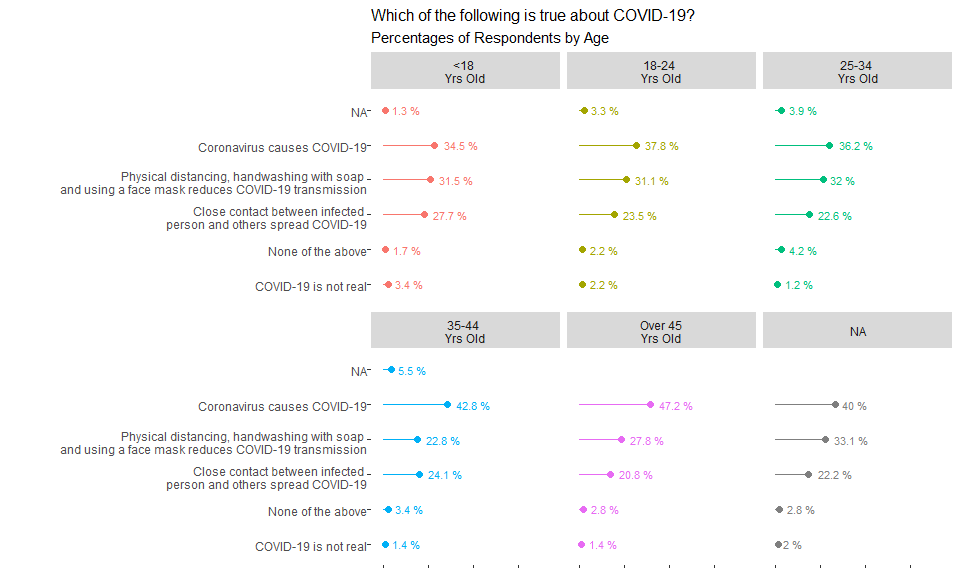 Which of the following is true about COVID-19?
Percentages of Respondents by Age
<18
Yrs Old
18-24
Yrs Old
25-34
Yrs Old
NA
1.3 %
3.3 %
3.9 %
Coronavirus causes COVID-19
34.5 %
37.8 %
36.2 %
Physical distancing, handwashing with soap
and using a face mask reduces COVID-19 transmission
31.5 %
31.1 %
32 %
Close contact between infected
person and others spread COVID-19
27.7 %
23.5 %
22.6 %
None of the above
1.7 %
2.2 %
4.2 %
COVID-19 is not real
3.4 %
2.2 %
1.2 %
35-44
Yrs Old
Over 45
Yrs Old
NA
NA
5.5 %
Coronavirus causes COVID-19
42.8 %
47.2 %
40 %
Physical distancing, handwashing with soap
and using a face mask reduces COVID-19 transmission
22.8 %
27.8 %
33.1 %
Close contact between infected
person and others spread COVID-19
24.1 %
20.8 %
22.2 %
None of the above
3.4 %
2.8 %
2.8 %
COVID-19 is not real
1.4 %
1.4 %
2 %